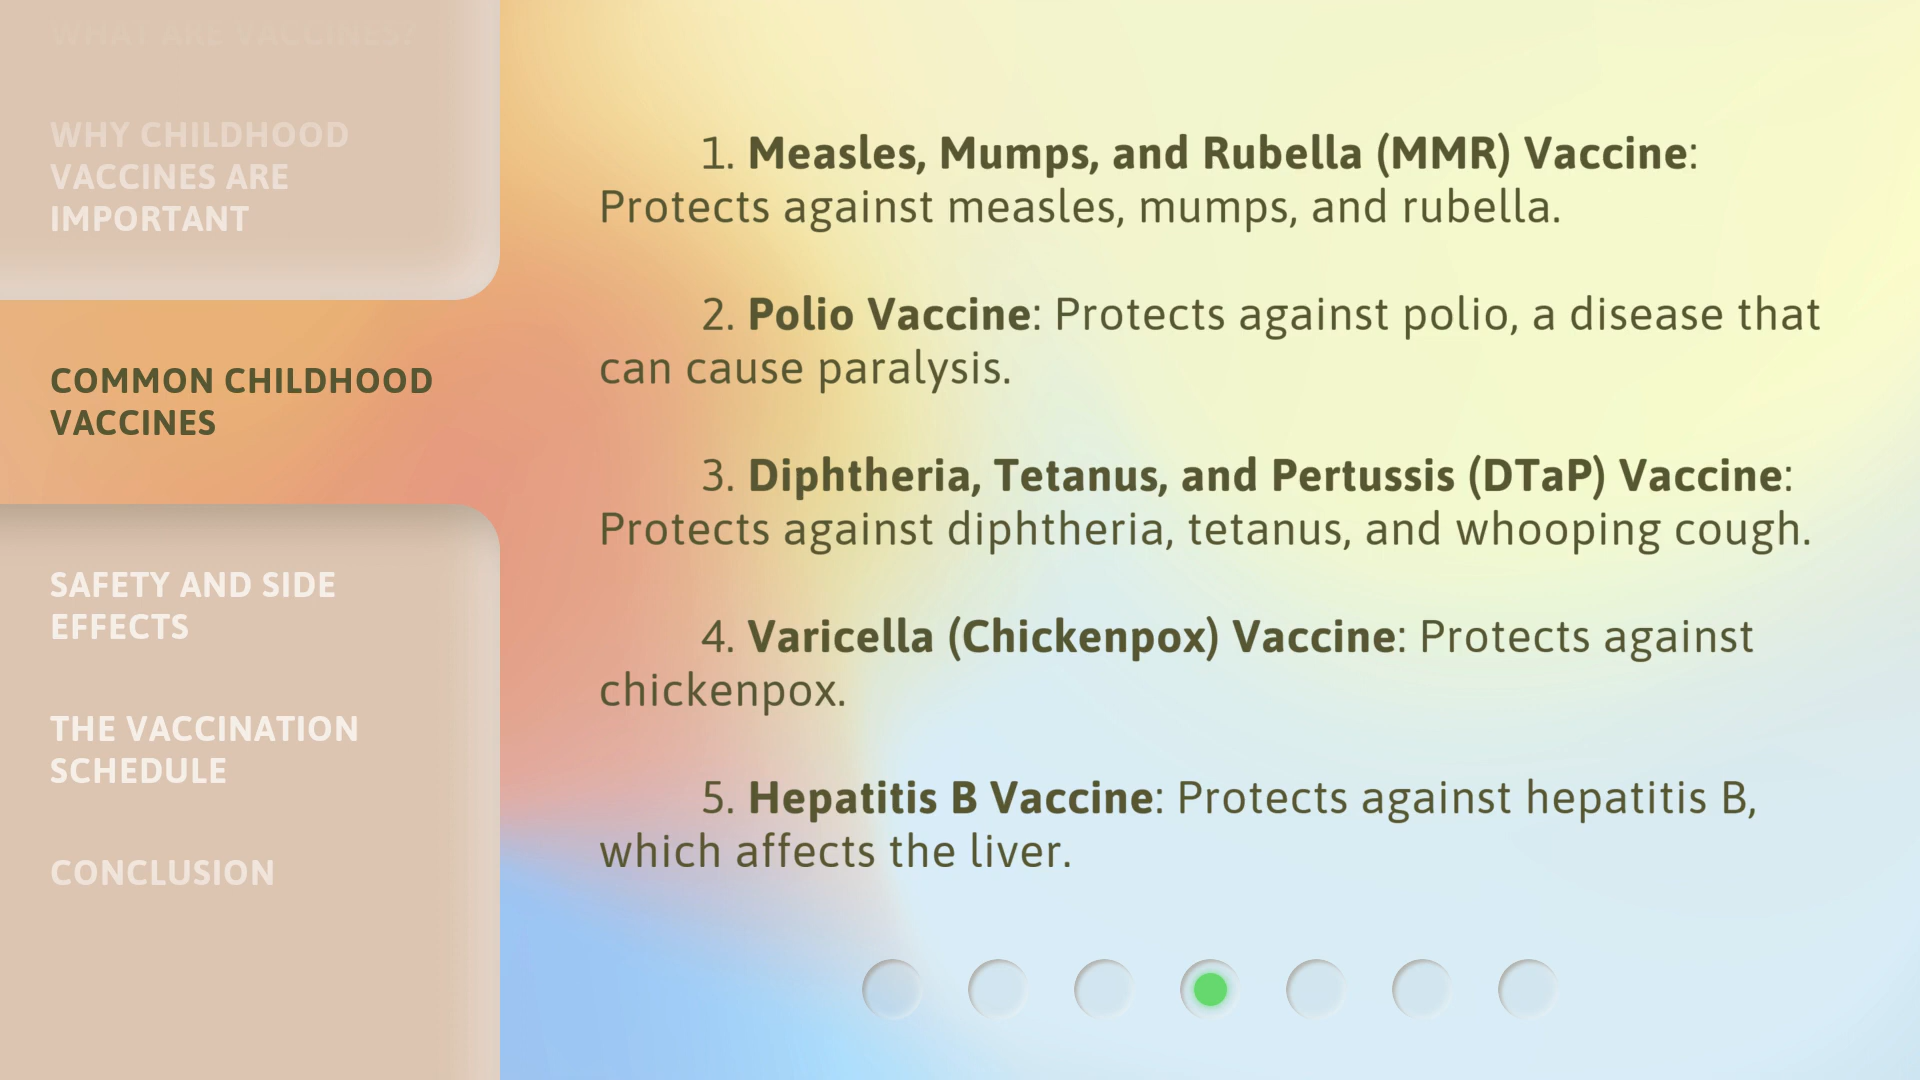 WHAT ARE VACCINES?
WHY CHILDHOOD
VACCINES ARE
IMPORTANT
COMMON CHILDHOOD
VACCINES
SAFETY AND SIDE
EFFECTS
THE VACCINATION
SCHEDULE
CONCLUSION
1. Measles, Mumps, and Rubella (MMR) Vaccine:
Protects against measles, mumps, and rubella.
2. Polio Vaccine: Protects against polio, a disease that
can cause paralysis.
3. Diphtheria, Tetanus, and Pertussis (DTaP) Vaccine:
Protects against diphtheria, tetanus, and whooping cough.
4. Varicella (Chickenpox) Vaccine: Protects against
chickenpox.
5. Hepatitis B Vaccine: Protects against hepatitis B,
which affects the liver.